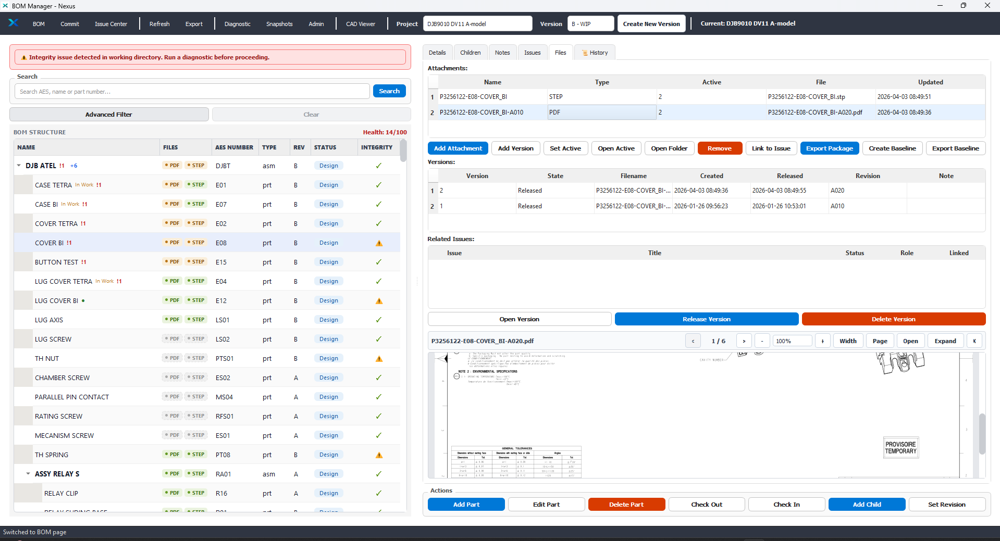 BOM Manager - Nexus
BOM Commit Issue Center Refresh Export Diagnostic Snapshots Admin CAD Viewer Project DJB9010 DV11 A-model Version B - WIP Create New Version Current: DJB9010 DV11 A-model
Integrity issue detected in working directory. Run a diagnostic before proceeding.
Search
Search AES, name or part number...
Search
Advanced Filter
Clear
BOM STRUCTURE Health: 14/100
NAME FILES AES NUMBER TYPE REV STATUS INTEGRITY
DJB ATEL !1 +6 PDF STEP DJBT asm B Design ✓
CASE TETRA In Work !1 PDF STEP E01 prt B Design ✓
CASE BI In Work !1 PDF STEP E07 prt B Design ✓
COVER TETRA !1 PDF STEP E02 prt B Design ✓
COVER BI !1 PDF STEP E08 prt B Design
BUTTON TEST !1 PDF STEP E15 prt B Design ✓
LUG COVER TETRA In Work !1 PDF STEP E04 prt B Design ✓
LUG COVER BI PDF STEP E12 prt B Design
LUG AXIS PDF STEP LS01 prt B Design ✓
LUG SCREW PDF STEP LS02 prt B Design ✓
TH NUT PDF STEP PTS01 prt B Design
CHAMBER SCREW PDF STEP ES02 prt A Design ✓
PARALLEL PIN CONTACT PDF STEP MS04 prt A Design ✓
RATING SCREW PDF STEP RFS01 prt A Design ✓
MECANISM SCREW PDF STEP ES01 prt A Design ✓
TH SPRING PDF STEP PT08 prt B Design
ASSY RELAY S PDF STEP RA01 asm A Design ✓
RELAY CLIP PDF STEP R16 prt A Design ✓
Details Children Notes Issues Files History
Attachments:
Name Type Active File Updated
1 P3256122-E08-COVER_BI STEP 2 P3256122-E08-COVER_BI.stp 2026-04-03 08:49:51
2 P3256122-E08-COVER_BI-A010 PDF 2 P3256122-E08-COVER_BI-A020.pdf 2026-04-03 08:49:36
Add Attachment Add Version Set Active Open Active Open Folder Remove Link to Issue Export Package Create Baseline Export Baseline
Versions:
Version State Filename Created Released Revision Note
1 2 Released P3256122-E08-COVER_BI-... 2026-04-03 08:49:36 2026-04-03 08:49:55 A020
2 1 Released P3256122-E08-COVER_BI-... 2026-01-26 09:56:23 2026-01-26 10:53:01 A010
Related Issues:
Issue Title Status Role Linked
Open Version Release Version Delete Version
P3256122-E08-COVER_BI-A020.pdf < 1 / 6 > - 100% + Width Page Open Expand X
CAVITY NUMBER
NOTE 2 : ENVIRONMENTAL SPECIFICATIONS
PROVISOIRE
TEMPORARY
GENERAL TOLERANCES
Dimensions without mating face Dimensions with mating face or slide Angles
Dimensions Tol. Dimensions Tol. Dimensions Tol.
Actions
Add Part Edit Part Delete Part Check Out Check In Add Child Set Revision
Switched to BOM page